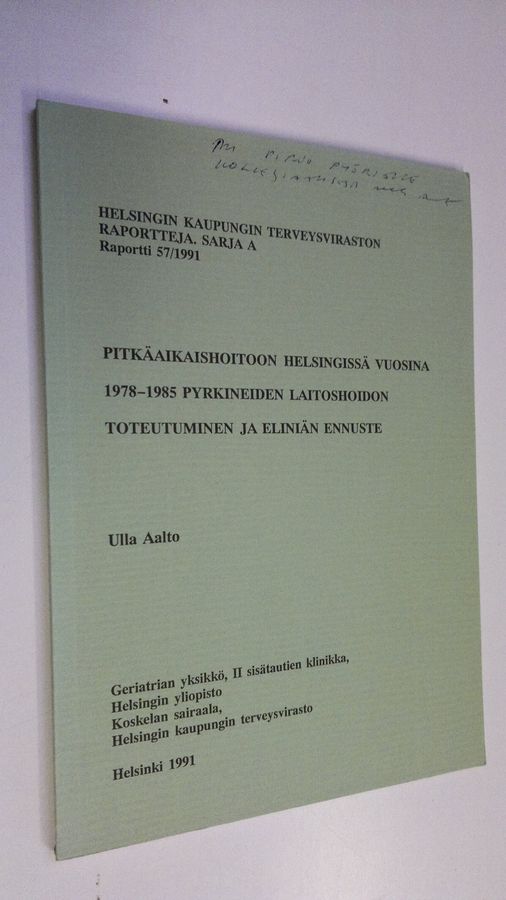 HELSINGIN KAUPUNGIN TERVEYSVIRASTON
RAPORTTEJA. SARJA A
Raportti 57/1991
PITKÄAIKAISHOITOON HELSINGISSÄ VUOSINA
1978–1985 PYRKINEIDEN LAITOSHOIDON
TOTEUTUMINEN JA ELINIÄN ENNUSTE
Ulla Aalto
Geriatrian yksikkö, II sisätautien klinikka,
Helsingin yliopisto
Koskelan sairaala,
Helsingin kaupungin terveysvirasto
Helsinki 1991